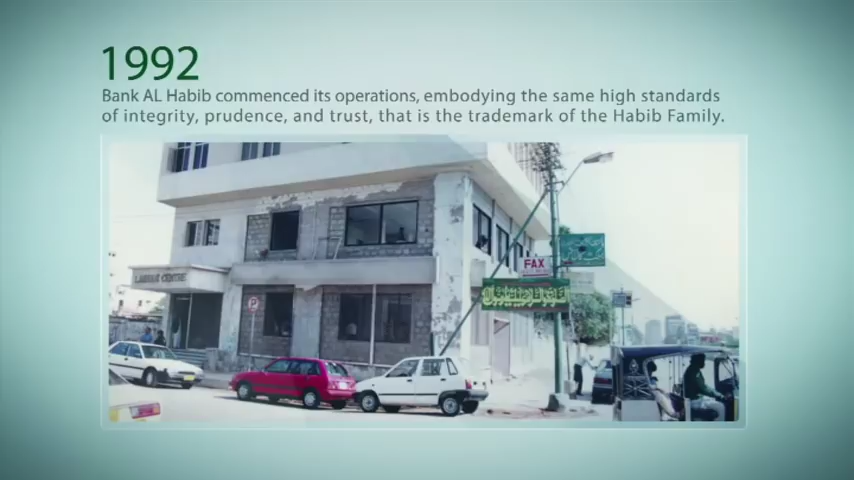 1992
Bank AL Habib commenced its operations, embodying the same high standards
of integrity, prudence, and trust, that is the trademark of the Habib Family.
CENTRE
FAX